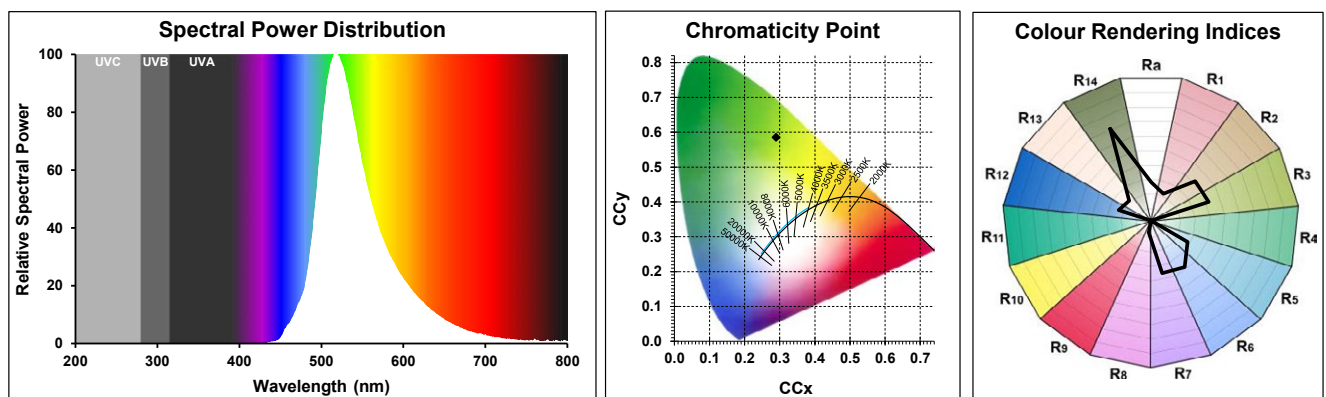 Spectral Power Distribution
100
80
60
40
20
0
UVC
UVB
UVA
Relative Spectral Power
200
300
400
500
600
700
800
Wavelength (nm)
Chromaticity Point
0.8
0.7
0.6
0.5
0.4
0.3
0.2
0.1
0.0
CCy
50000K
20000K
10000K
8000K
6000K
5000K
4000K
3500K
3000K
2500K
2000K
0.0
0.1
0.2
0.3
0.4
0.5
0.6
0.7
CCx
Colour Rendering Indices
Ra
R1
R2
R3
R4
R5
R6
R7
R8
R9
R10
R11
R12
R13
R14